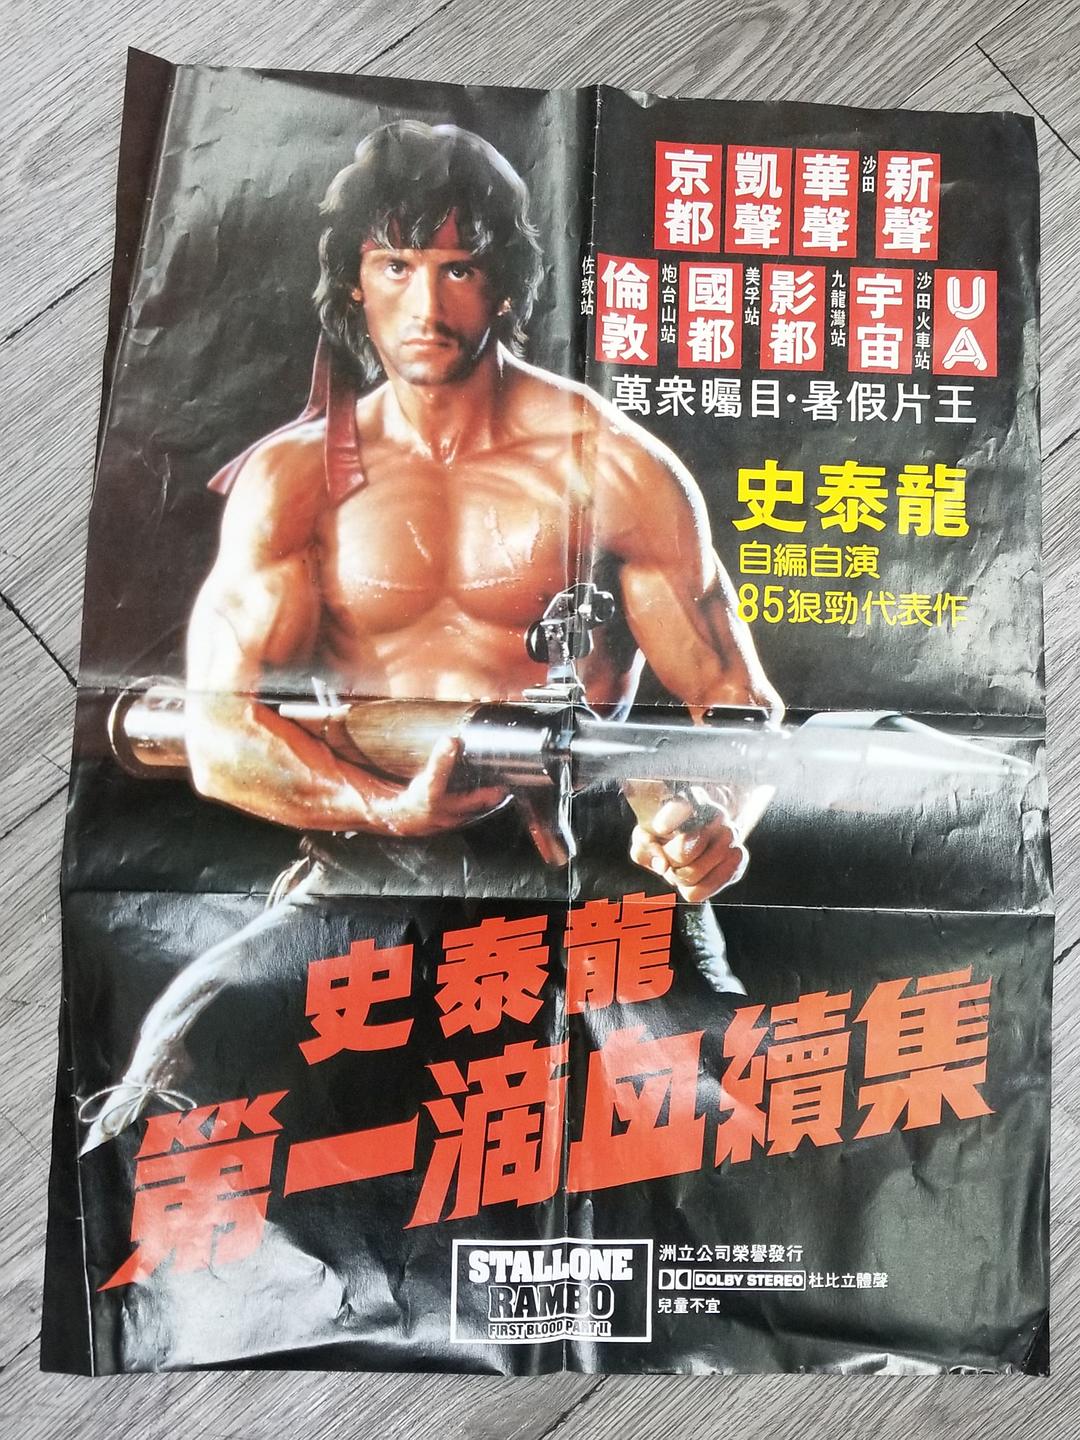 京都 凱聲 華聲 沙田 新聲
佐敦站 倫敦 炮台山站 國都 美孚站 影都 九龍灣站 宇宙 沙田火車站 UA
萬衆矚目·暑假片王
史泰龍
自編自演
85狠勁代表作
史泰龍
第一滴血續集
STALLONE
RAMBO
FIRST BLOOD PART II
洲立公司榮譽發行
DOLBY STEREO 杜比立體聲
兒童不宜